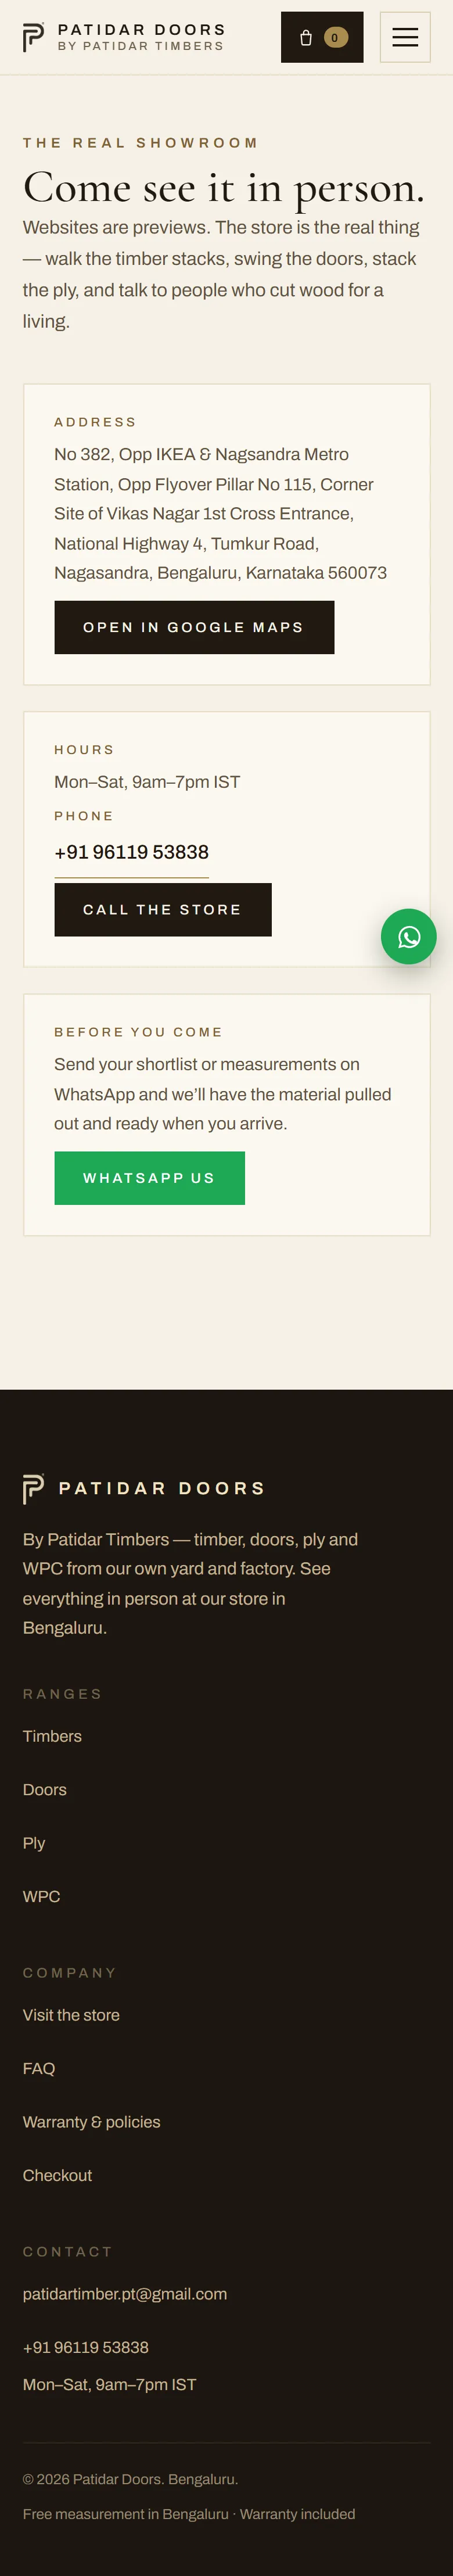 PATIDAR DOORS
BY PATIDAR TIMBERS
0
THE REAL SHOWROOM
Come see it in person.
Websites are previews. The store is the real thing
— walk the timber stacks, swing the doors, stack
the ply, and talk to people who cut wood for a
living.
ADDRESS
No 382, Opp IKEA & Nagsandra Metro
Station, Opp Flyover Pillar No 115, Corner
Site of Vikas Nagar 1st Cross Entrance,
National Highway 4, Tumkur Road,
Nagasandra, Bengaluru, Karnataka 560073
OPEN IN GOOGLE MAPS
HOURS
Mon–Sat, 9am–7pm IST
PHONE
+91 96119 53838
CALL THE STORE
BEFORE YOU COME
Send your shortlist or measurements on
WhatsApp and we’ll have the material pulled
out and ready when you arrive.
WHATSAPP US
PATIDAR DOORS
By Patidar Timbers — timber, doors, ply and
WPC from our own yard and factory. See
everything in person at our store in
Bengaluru.
RANGES
Timbers
Doors
Ply
WPC
COMPANY
Visit the store
FAQ
Warranty & policies
Checkout
CONTACT
patidartimber.pt@gmail.com
+91 96119 53838
Mon–Sat, 9am–7pm IST
© 2026 Patidar Doors. Bengaluru.
Free measurement in Bengaluru · Warranty included